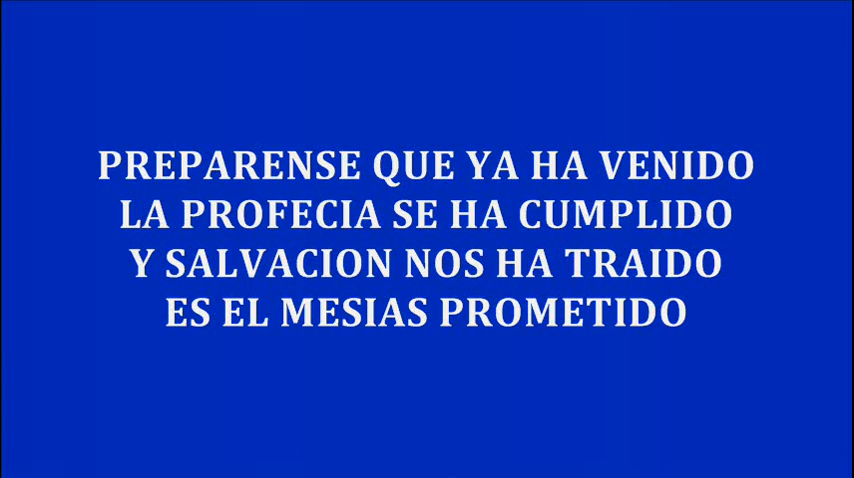 PREPARENSE QUE YA HA VENIDO
LA PROFECIA SE HA CUMPLIDO
Y SALVACION NOS HA TRAIDO
ES EL MESIAS PROMETIDO